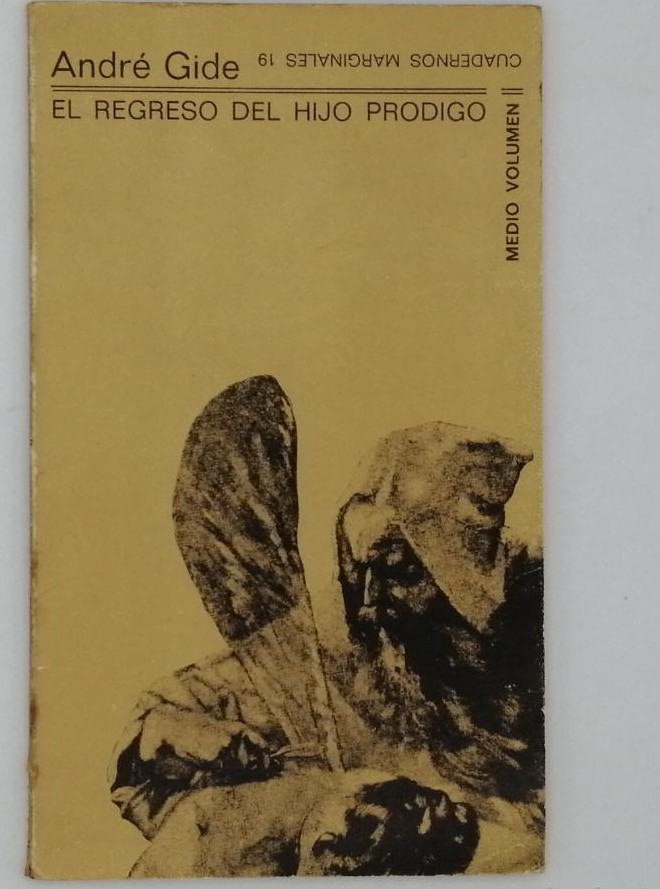 André Gide
CUADERNOS MARGINALES 19
EL REGRESO DEL HIJO PRODIGO
MEDIO VOLUMEN